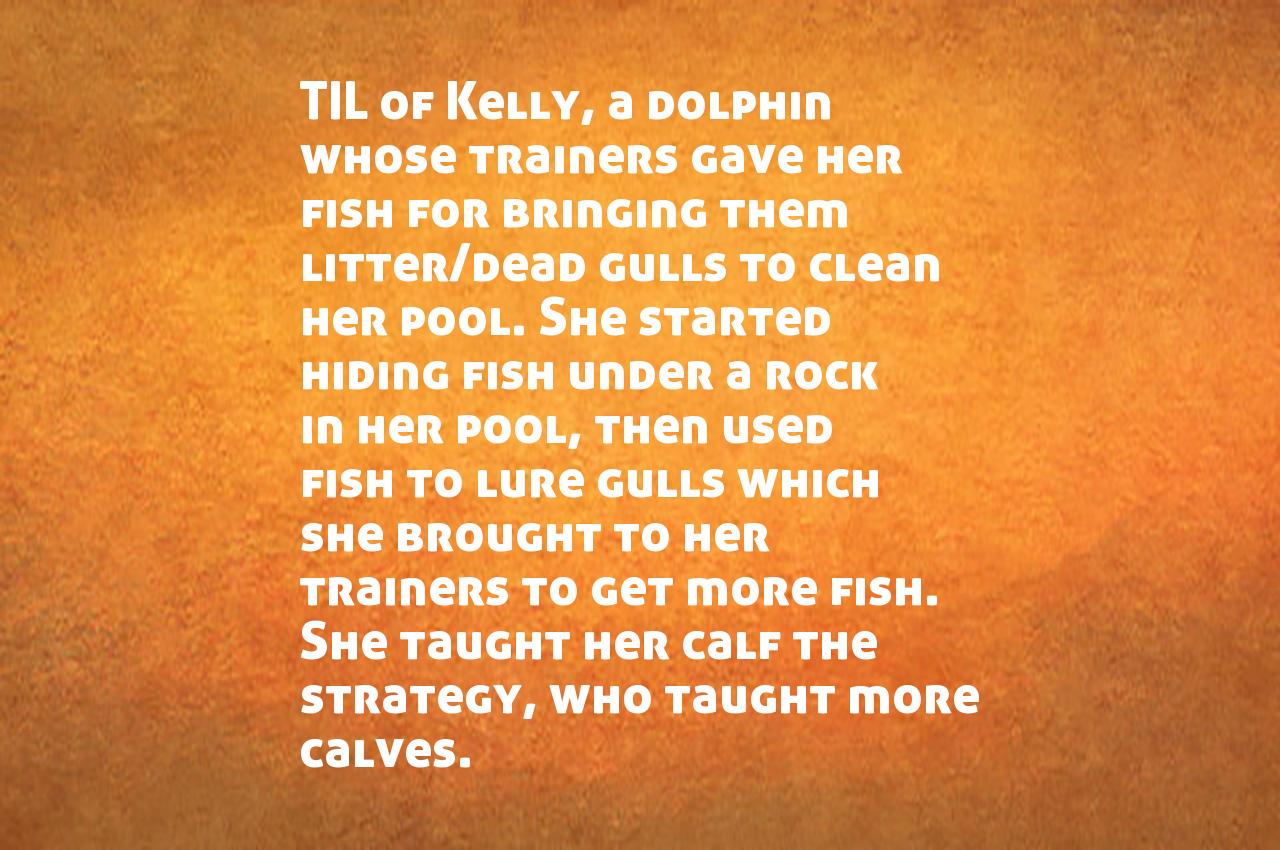 TIL of Kelly, a dolphin
whose trainers gave her
fish for bringing them
litter/dead gulls to clean
her pool. She started
hiding fish under a rock
in her pool, then used
fish to lure gulls which
she brought to her
trainers to get more fish.
She taught her calf the
strategy, who taught more
calves.